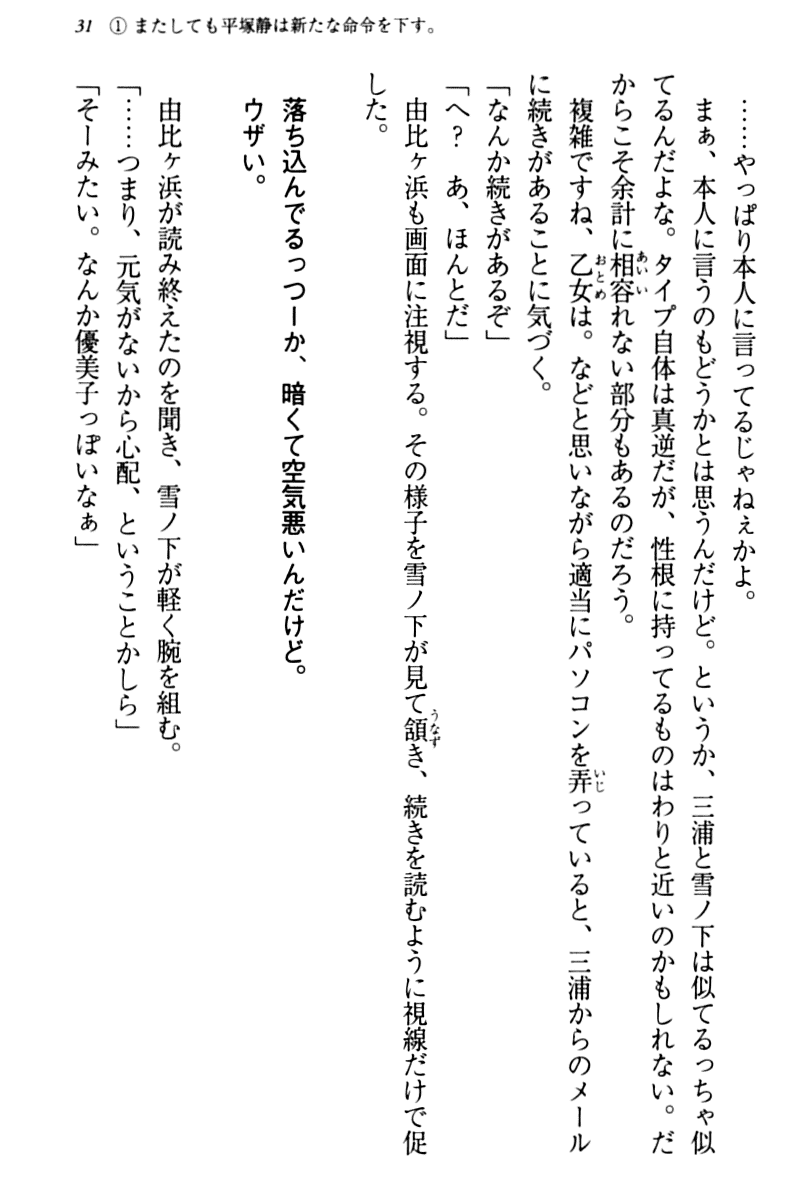 31　① またしても平塚静は新たな命令を下す。
……やっぱり本人に言ってるじゃねぇかよ。
まぁ、本人に言うのもどうかとは思うんだけど。というか、三浦と雪ノ下は似てるっちゃ似
てるんだよな。タイプ自体は真逆だが、性根に持ってるものはわりと近いのかもしれない。だ
からこそ余計に相容れない部分もあるのだろう。
複雑ですね、乙女は。などと思いながら適当にパソコンを弄っていると、三浦からのメール
に続きがあることに気づく。
「なんか続きがあるぞ」
「へ？　あ、ほんとだ」
由比ヶ浜も画面に注視する。その様子を雪ノ下が見て頷き、続きを読むように視線だけで促
した。
落ち込んでるっつーか、暗くて空気悪いんだけど。
ウザい。
由比ヶ浜が読み終えたのを聞き、雪ノ下が軽く腕を組む。
「……つまり、元気がないから心配、ということかしら」
「そーみたい。なんか優美子っぽいなぁ」